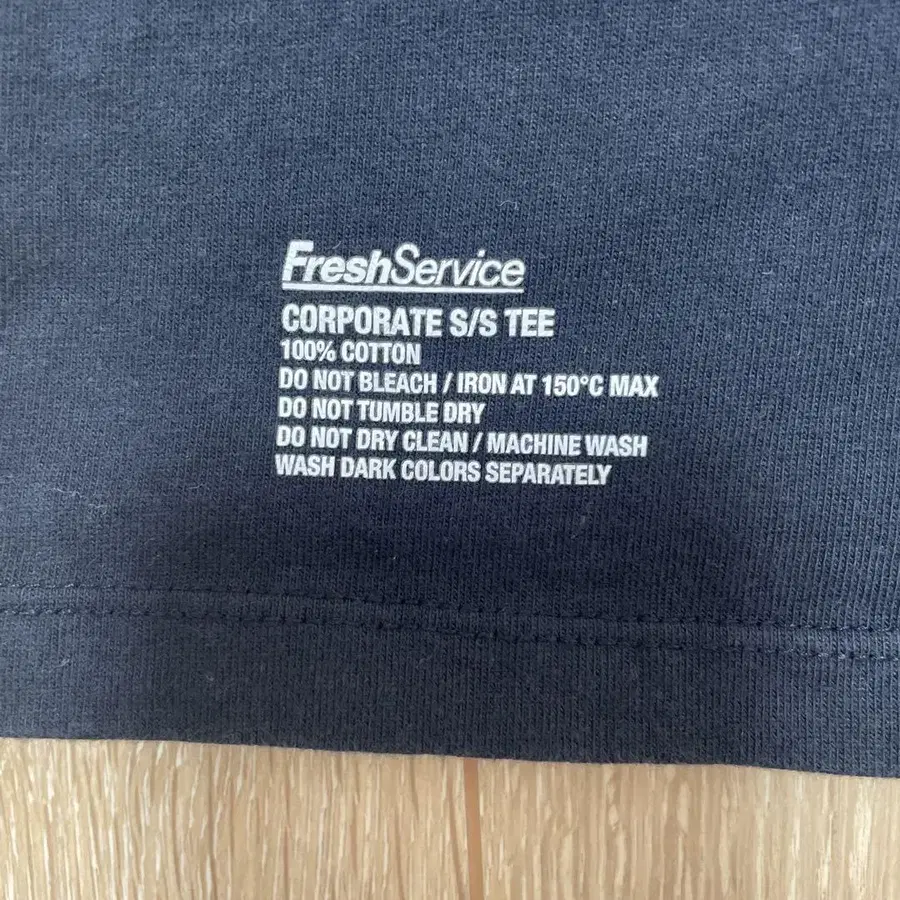 FreshService
CORPORATE S/S TEE
100% COTTON
DO NOT BLEACH / IRON AT 150°C MAX
DO NOT TUMBLE DRY
DO NOT DRY CLEAN / MACHINE WASH
WASH DARK COLORS SEPARATELY